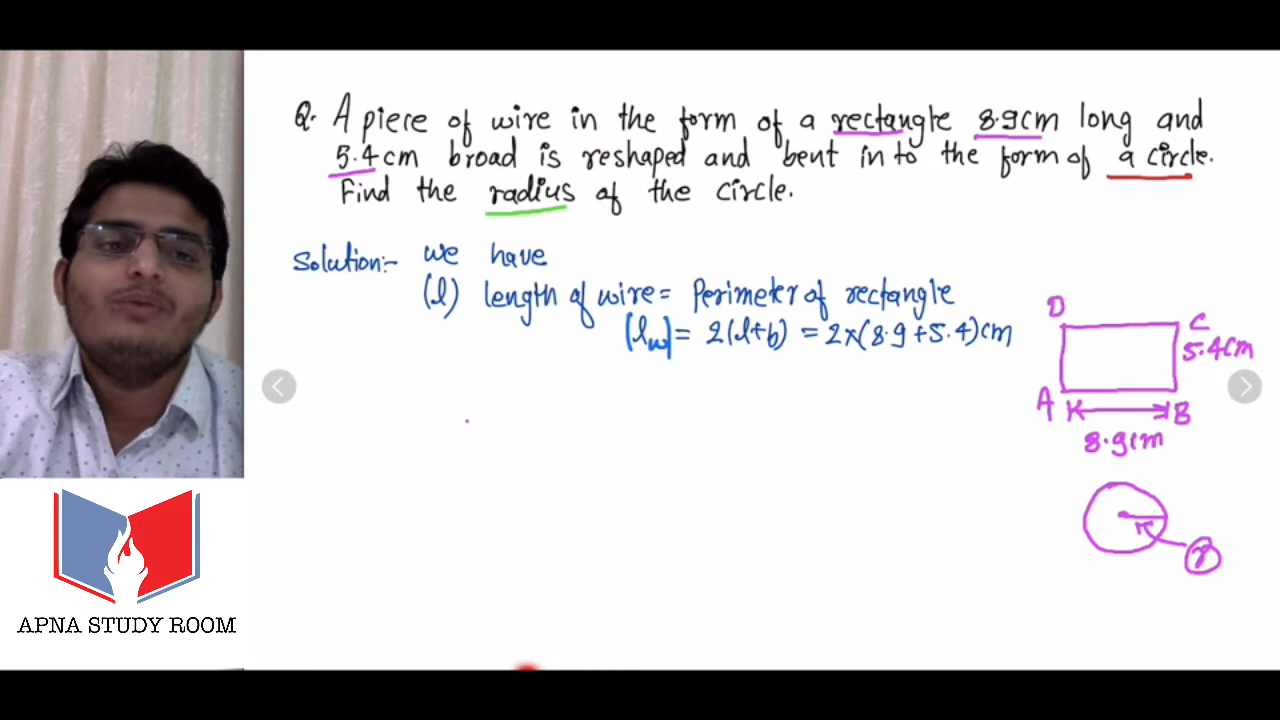 Q. A piece of wire in the form of a rectangle 8.9cm long and
5.4cm broad is reshaped and bent in to the form of a circle.
Find the radius of the circle.
Solution:- we have
(l) length of wire = Perimeter of rectangle
(lw) = 2(l+b) = 2×(8.9+5.4)cm
D C
5.4cm
A B
8.9cm
r
APNA STUDY ROOM